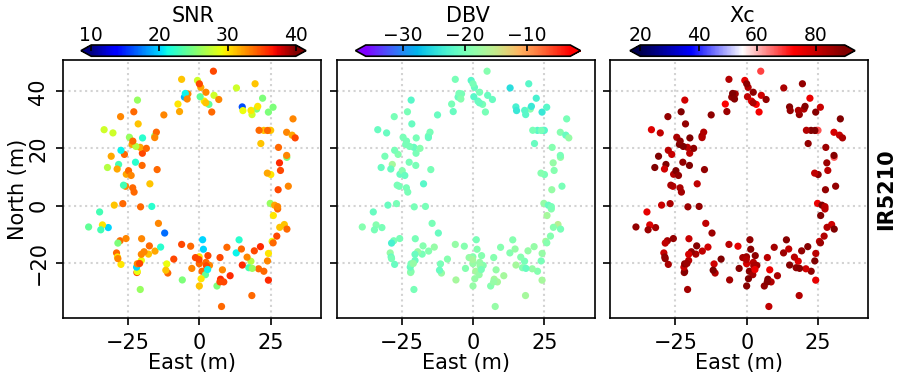 SNR DBV Xc
10 20 30 40 −30 −20 −10 20 40 60 80
40
20
0
−20
North (m)
IR5210
−25 0 25 −25 0 25 −25 0 25
East (m) East (m) East (m)